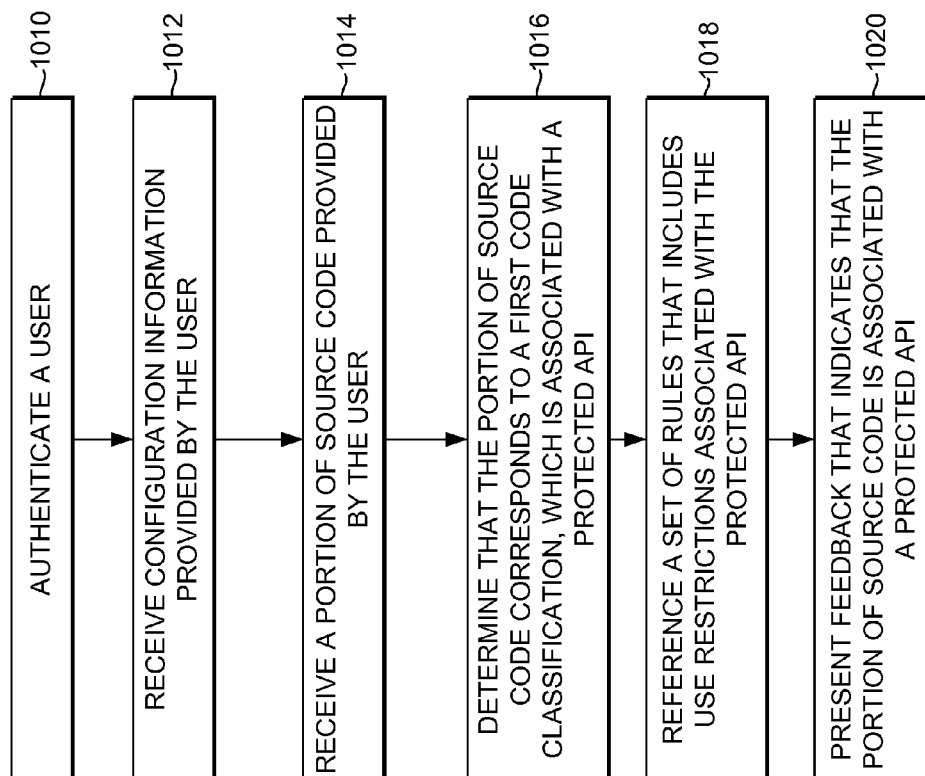 1010
AUTHENTICATE A USER
1012
RECEIVE CONFIGURATION INFORMATION
PROVIDED BY THE USER
1014
RECEIVE A PORTION OF SOURCE CODE PROVIDED
BY THE USER
1016
DETERMINE THAT THE PORTION OF SOURCE
CODE CORRESPONDS TO A FIRST CODE
CLASSIFICATION, WHICH IS ASSOCIATED WITH A
PROTECTED API
1018
REFERENCE A SET OF RULES THAT INCLUDES
USE RESTRICTIONS ASSOCIATED WITH THE
PROTECTED API
1020
PRESENT FEEDBACK THAT INDICATES THAT THE
PORTION OF SOURCE CODE IS ASSOCIATED WITH
A PROTECTED API